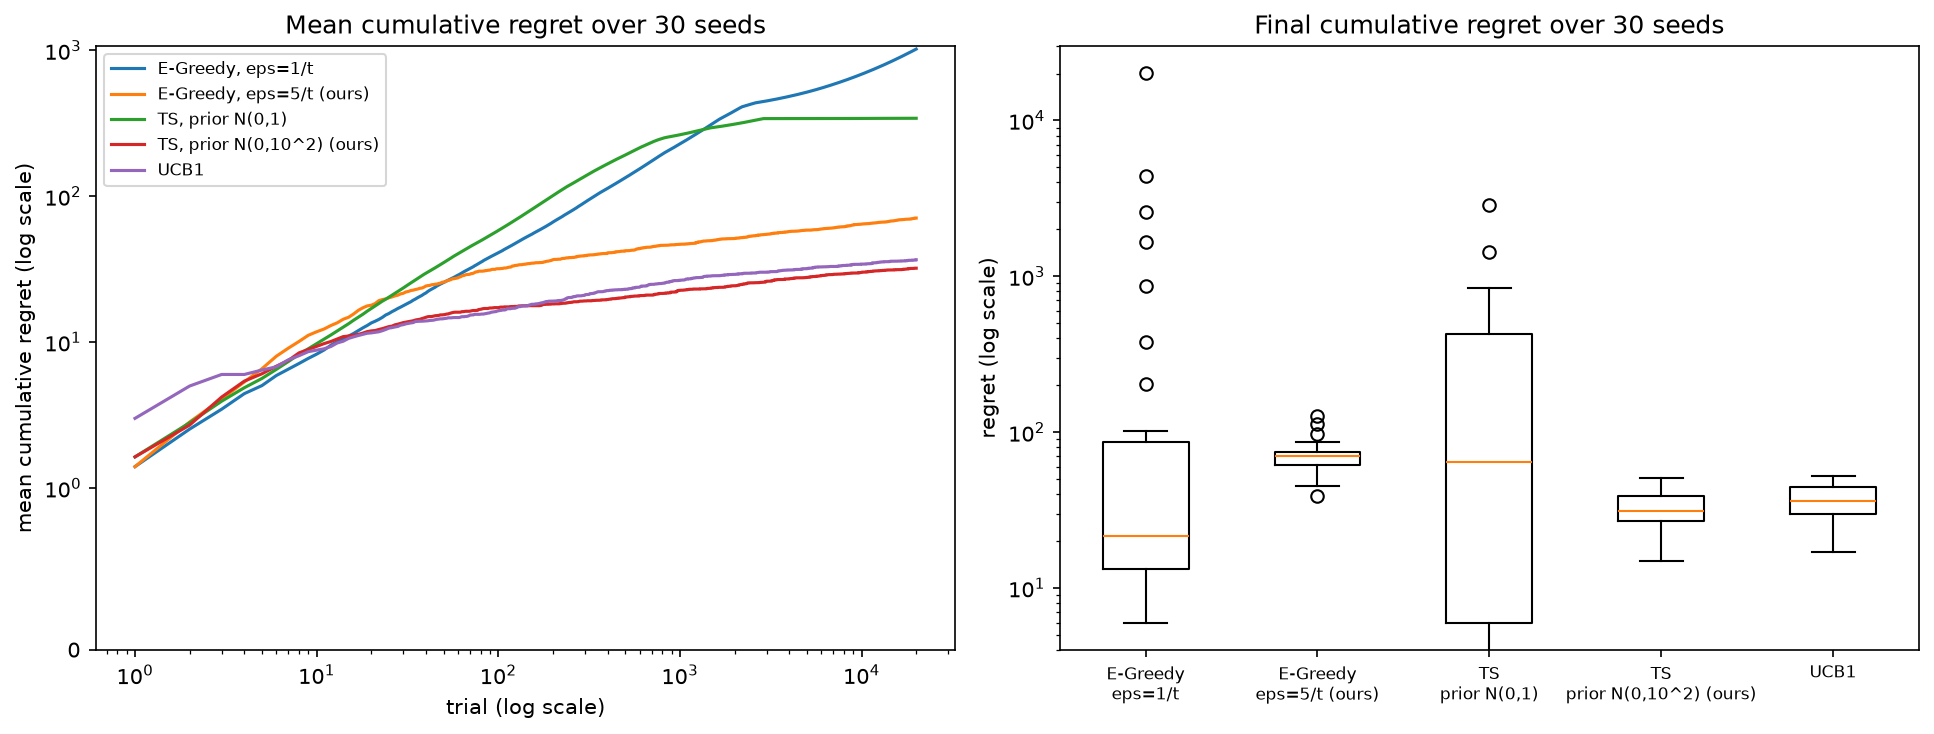 Mean cumulative regret over 30 seeds
mean cumulative regret (log scale)
10^3
10^2
10^1
10^0
0
E-Greedy, eps=1/t
E-Greedy, eps=5/t (ours)
TS, prior N(0,1)
TS, prior N(0,10^2) (ours)
UCB1
10^0
10^1
10^2
10^3
10^4
trial (log scale)
Final cumulative regret over 30 seeds
regret (log scale)
10^4
10^3
10^2
10^1
E-Greedy
eps=1/t
E-Greedy
eps=5/t (ours)
TS
prior N(0,1)
TS
prior N(0,10^2) (ours)
UCB1